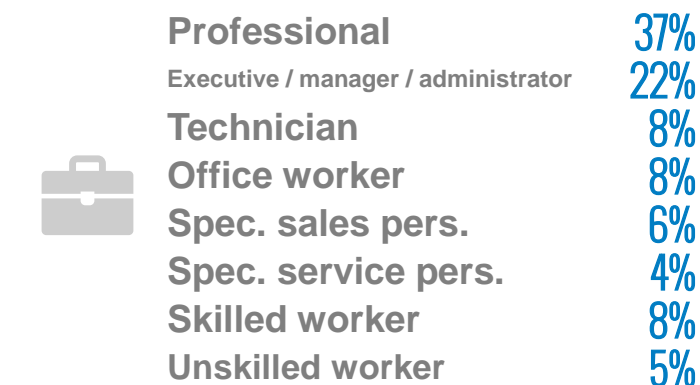 Professional 37%
Executive / manager / administrator 22%
Technician 8%
Office worker 8%
Spec. sales pers. 6%
Spec. service pers. 4%
Skilled worker 8%
Unskilled worker 5%